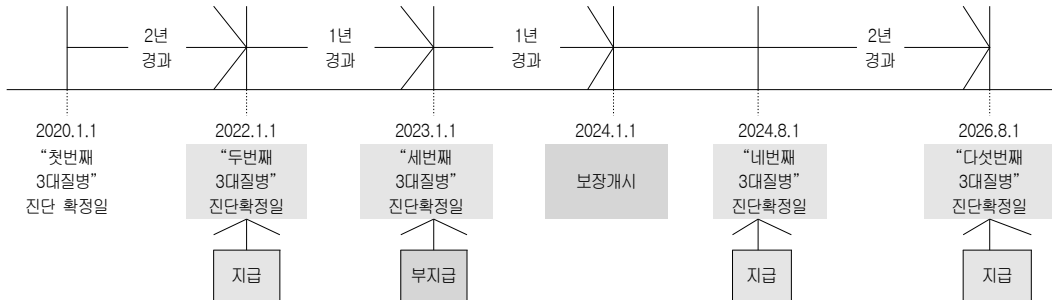 2년
경과
1년
경과
1년
경과
2년
경과
2020.1.1
“첫번째
3대질병”
진단 확정일
2022.1.1
“두번째
3대질병”
진단확정일
2023.1.1
“세번째
3대질병”
진단확정일
2024.1.1
보장개시
2024.8.1
“네번째
3대질병”
진단확정일
2026.8.1
“다섯번째
3대질병”
진단확정일
지급
부지급
지급
지급